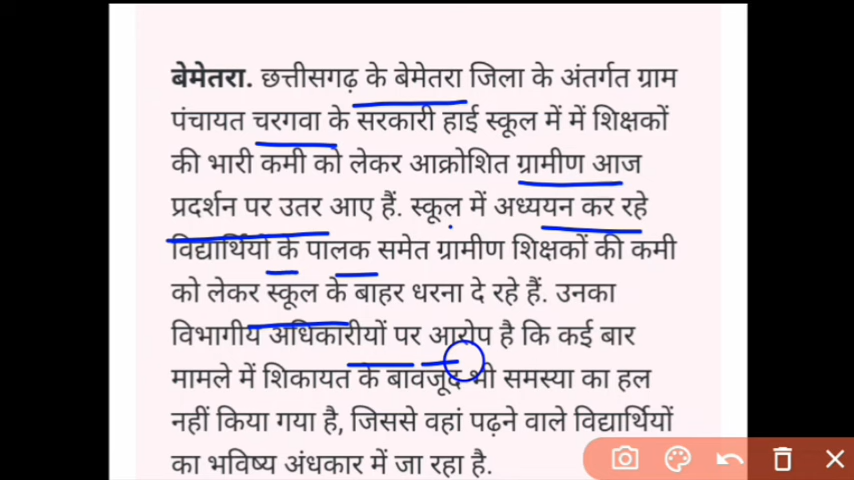 बेमेतरा. छत्तीसगढ़ के बेमेतरा जिला के अंतर्गत ग्राम
पंचायत चरगवा के सरकारी हाई स्कूल में में शिक्षकों
की भारी कमी को लेकर आक्रोशित ग्रामीण आज
प्रदर्शन पर उतर आए हैं. स्कूल में अध्ययन कर रहे
विद्यार्थियों के पालक समेत ग्रामीण शिक्षकों की कमी
को लेकर स्कूल के बाहर धरना दे रहे हैं. उनका
विभागीय अधिकारीयों पर आरोप है कि कई बार
मामले में शिकायत के बावजूद भी समस्या का हल
नहीं किया गया है, जिससे वहां पढ़ने वाले विद्यार्थियों
का भविष्य अंधकार में जा रहा है.